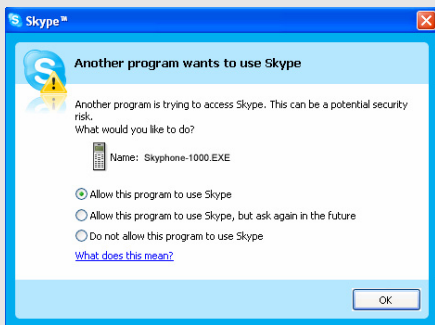 Skype™
Another program wants to use Skype
Another program is trying to access Skype. This can be a potential security
risk.
What would you like to do?
Name: Skyphone-1000.EXE
Allow this program to use Skype
Allow this program to use Skype, but ask again in the future
Do not allow this program to use Skype
What does this mean?
OK